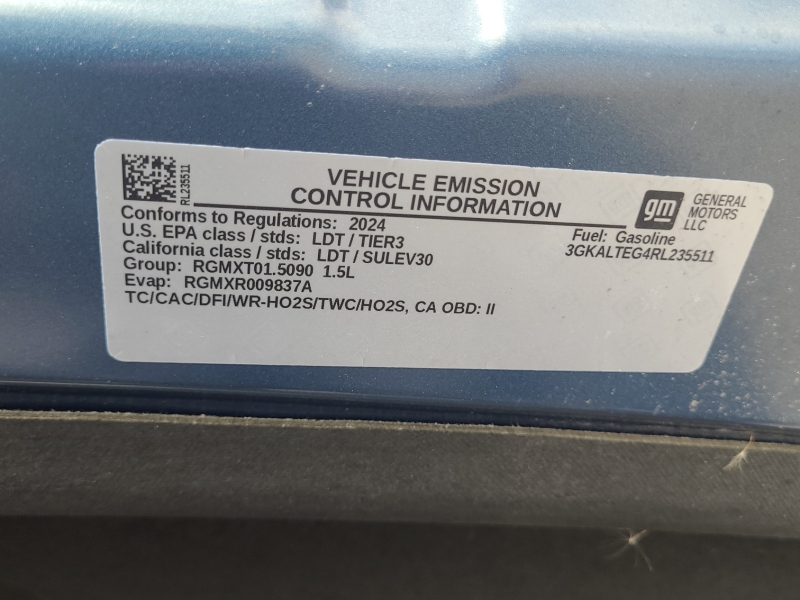 RL235511
VEHICLE EMISSION
CONTROL INFORMATION
gm
GENERAL
MOTORS
LLC
Conforms to Regulations: 2024
U.S. EPA class / stds: LDT / TIER3
California class / stds: LDT / SULEV30
Group: RGMXT01.5090 1.5L
Evap: RGMXR009837A
TC/CAC/DFI/WR-HO2S/TWC/HO2S, CA OBD: II
Fuel: Gasoline
3GKALTEG4RL235511